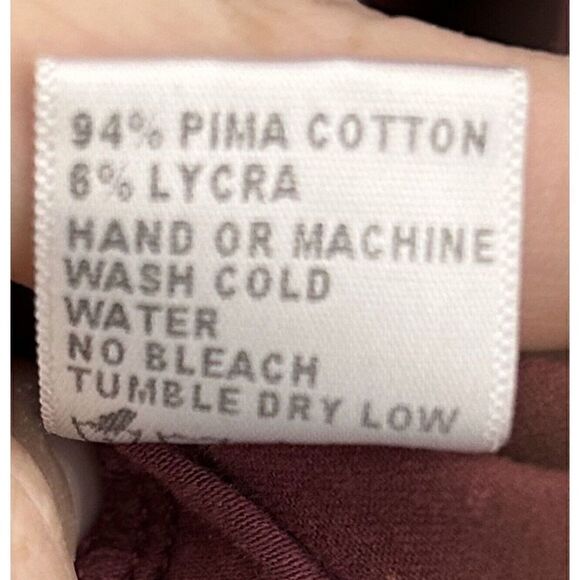 94% PIMA COTTON
6% LYCRA
HAND OR MACHINE
WASH COLD
WATER
NO BLEACH
TUMBLE DRY LOW